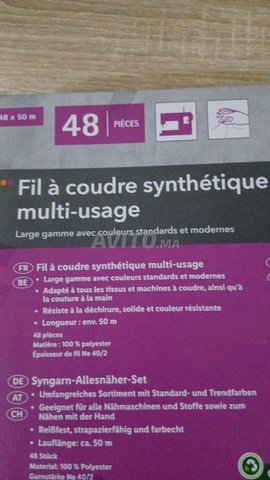 48 x 50 m
48 PIÈCES
Fil à coudre synthétique
multi-usage
Large gamme avec couleurs standards et modernes
AVITO.ma
FR Fil à coudre synthétique multi-usage
BE • Large gamme avec couleurs standards et modernes
• Adapté à tous les tissus et machines à coudre, ainsi qu'à
la couture à la main
• Résiste à la déchirure, solide et couleur résistante
• Longueur : env. 50 m
48 pièces
Matière : 100 % polyester
Épaisseur de fil Ne 40/2
DE Syngarn-Allesnäher-Set
AT • Umfangreiches Sortiment mit Standard- und Trendfarben
CH • Geeignet für alle Nähmaschinen und Stoffe sowie zum
Nähen mit der Hand
• Reißfest, strapazierfähig und farbecht
• Lauflänge: ca. 50 m
48 Stück
Material: 100 % Polyester
Garnstärke Ne 40/2